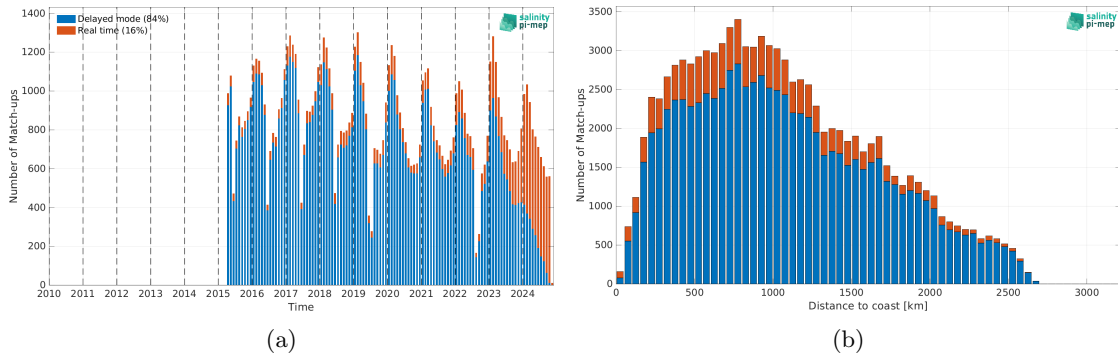 Delayed mode (84%)
Real time (16%)
salinity
pi-mep
Number of Match-ups
1400
1200
1000
800
600
400
200
0
2010 2011 2012 2013 2014 2015 2016 2017 2018 2019 2020 2021 2022 2023 2024
Time
(a)
salinity
pi-mep
Number of Match-ups
3500
3000
2500
2000
1500
1000
500
0
0 500 1000 1500 2000 2500 3000
Distance to coast [km]
(b)